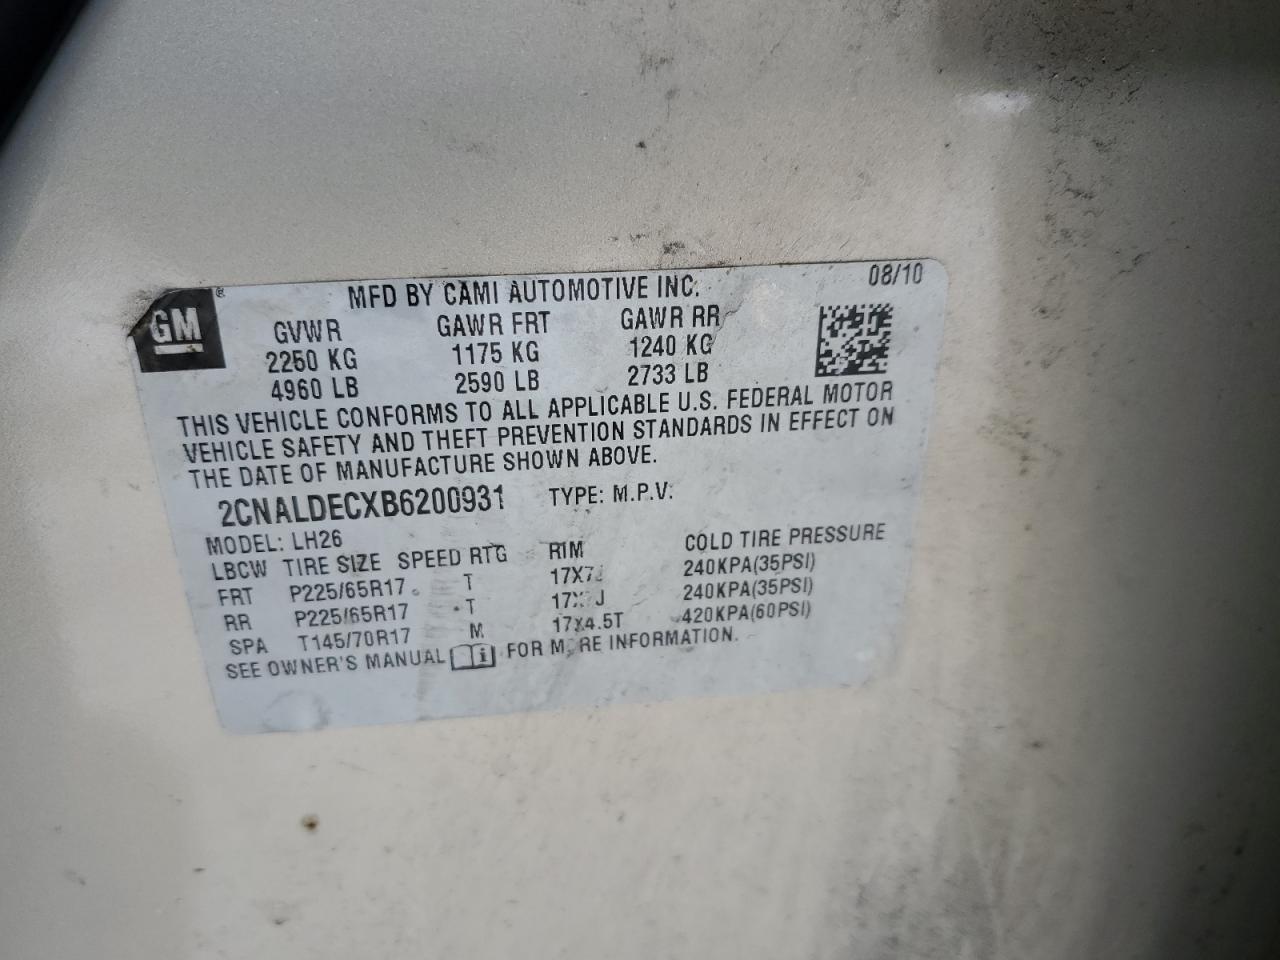 GM ®
MFD BY CAMI AUTOMOTIVE INC. 08/10
GVWR GAWR FRT GAWR RR
2250 KG 1175 KG 1240 KG
4960 LB 2590 LB 2733 LB
THIS VEHICLE CONFORMS TO ALL APPLICABLE U.S. FEDERAL MOTOR
VEHICLE SAFETY AND THEFT PREVENTION STANDARDS IN EFFECT ON
THE DATE OF MANUFACTURE SHOWN ABOVE.
2CNALDECXB6200931 TYPE: M.P.V.
MODEL: LH26
LBCW TIRE SIZE SPEED RTG RIM COLD TIRE PRESSURE
FRT P225/65R17 T 17X7J 240KPA(35PSI)
RR P225/65R17 T 17X7J 240KPA(35PSI)
SPA T145/70R17 M 17X4.5T 420KPA(60PSI)
SEE OWNER'S MANUAL i FOR MORE INFORMATION.